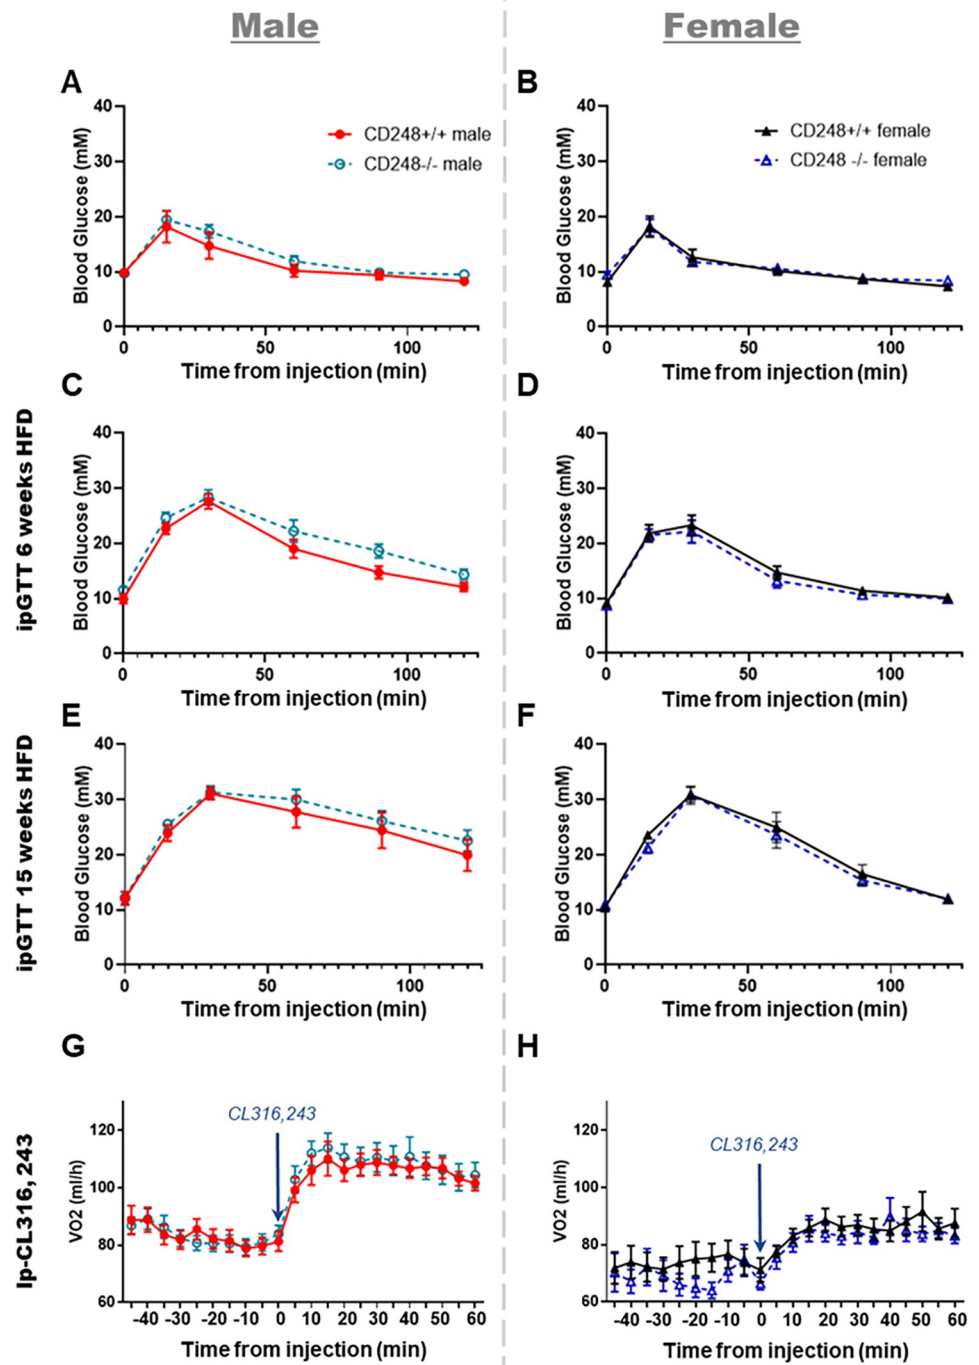 Male
Female
A
B
Blood Glucose (mM)
40
30
20
10
0
CD248+/+ male
CD248-/- male
0
50
100
Time from injection (min)
Blood Glucose (mM)
40
30
20
10
0
CD248+/+ female
CD248 -/- female
0
50
100
Time from injection (min)
C
D
ipGTT 6 weeks HFD
Blood Glucose (mM)
40
30
20
10
0
0
50
100
Time from injection (min)
Blood Glucose (mM)
40
30
20
10
0
0
50
100
Time from injection (min)
E
F
ipGTT 15 weeks HFD
Blood Glucose (mM)
40
30
20
10
0
0
50
100
Time from injection (min)
Blood Glucose (mM)
40
30
20
10
0
0
50
100
Time from injection (min)
G
H
Ip-CL316,243
VO2 (ml/h)
120
100
80
60
CL316,243
-40 -30 -20 -10 0 10 20 30 40 50 60
Time from injection (min)
VO2 (ml/h)
120
100
80
60
CL316,243
-40 -30 -20 -10 0 10 20 30 40 50 60
Time from injection (min)